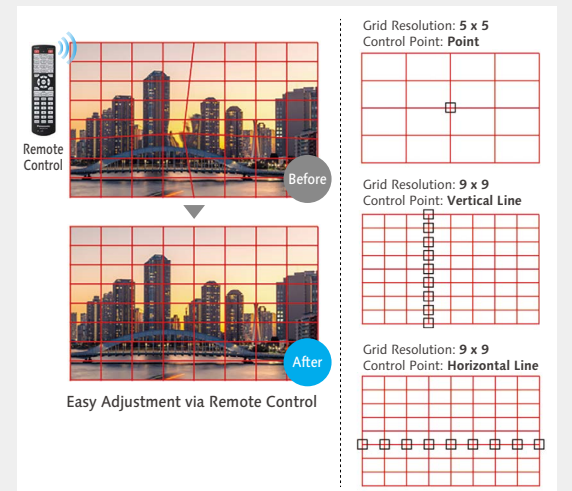 Remote
Control
Before
After
Easy Adjustment via Remote Control
Grid Resolution: 5 x 5
Control Point: Point
Grid Resolution: 9 x 9
Control Point: Vertical Line
Grid Resolution: 9 x 9
Control Point: Horizontal Line